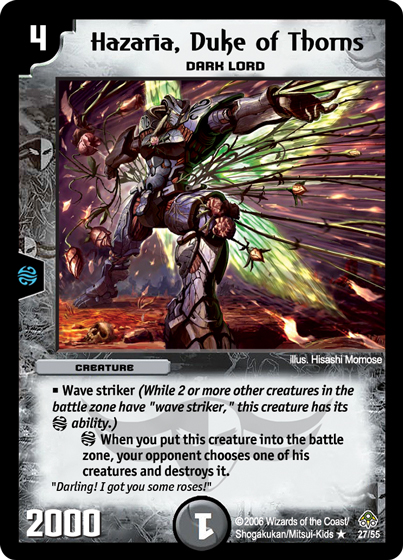 4 Hazaria, Duke of Thorns
DARK LORD
illus. Hisashi Momose
CREATURE
▪ Wave striker (While 2 or more other creatures in the
battle zone have "wave striker," this creature has its
ability.)
When you put this creature into the battle
zone, your opponent chooses one of his
creatures and destroys it.
"Darling! I got you some roses!"
2000
1
© 2006 Wizards of the Coast/
Shogakukan/Mitsui-Kids ★ 27/55